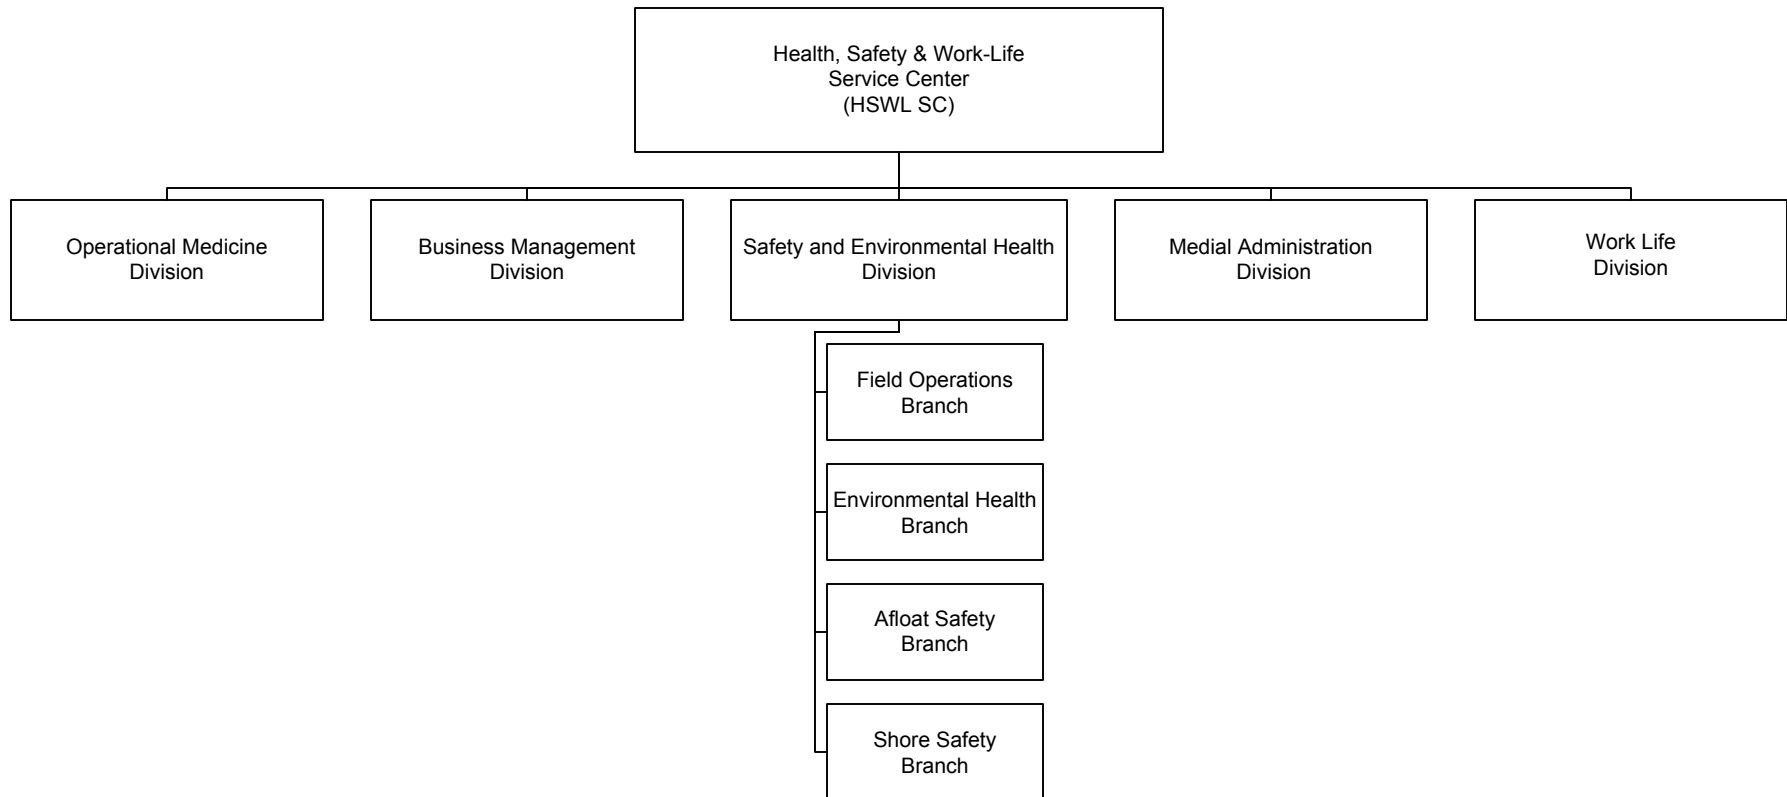 Health, Safety & Work-Life
Service Center
(HSWL SC)
Operational Medicine
Division
Business Management
Division
Safety and Environmental Health
Division
Medial Administration
Division
Work Life
Division
Field Operations
Branch
Environmental Health
Branch
Afloat Safety
Branch
Shore Safety
Branch